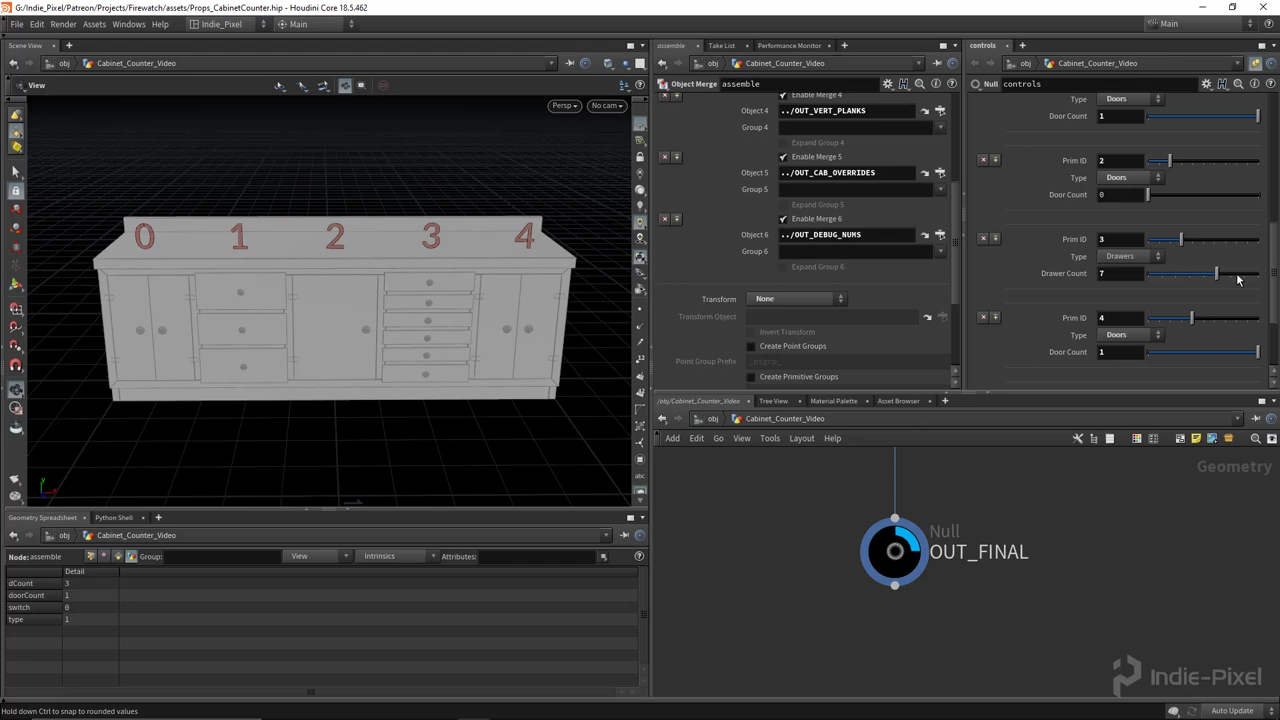 G:/Indie_Pixel/Patreon/Projects/Firewatch/assets/Props_CabinetCounter.hip - Houdini Core 18.5.462
File Edit Render Assets Windows Help Indie_Pixel Main Main
Scene View
obj Cabinet_Counter_Video
View
Persp No cam
0 1 2 3 4
Geometry Spreadsheet Python Shell
obj Cabinet_Counter_Video
Node: assemble Group: View Intrinsics Attributes:
Detail
dCount 3
doorCount 1
switch 0
type 1
assemble Take List Performance Monitor
obj Cabinet_Counter_Video
Object Merge assemble
Enable Merge 4
Object 4 ../OUT_VERT_PLANKS
Group 4
Expand Group 4
Enable Merge 5
Object 5 ../OUT_CAB_OVERRIDES
Group 5
Expand Group 5
Enable Merge 6
Object 6 ../OUT_DEBUG_NUMS
Group 6
Expand Group 6
Transform None
Transform Object
Invert Transform
Create Point Groups
Point Group Prefix
Create Primitive Groups
controls
obj Cabinet_Counter_Video
Null controls
Type Doors
Door Count 1
Prim ID 2
Type Doors
Door Count 0
Prim ID 3
Type Drawers
Drawer Count 7
Prim ID 4
Type Doors
Door Count 1
/obj/Cabinet_Counter_Video Tree View Material Palette Asset Browser
obj Cabinet_Counter_Video
Add Edit Go View Tools Layout Help
Geometry
Null
OUT_FINAL
Indie-Pixel
Hold down Ctrl to snap to rounded values
Auto Update